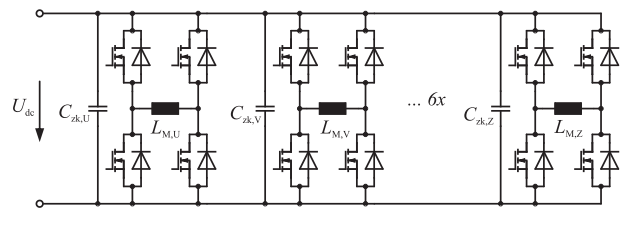 ... 6x
U_dc
C_zk,U
C_zk,V
C_zk,Z
L_M,U
L_M,V
L_M,Z